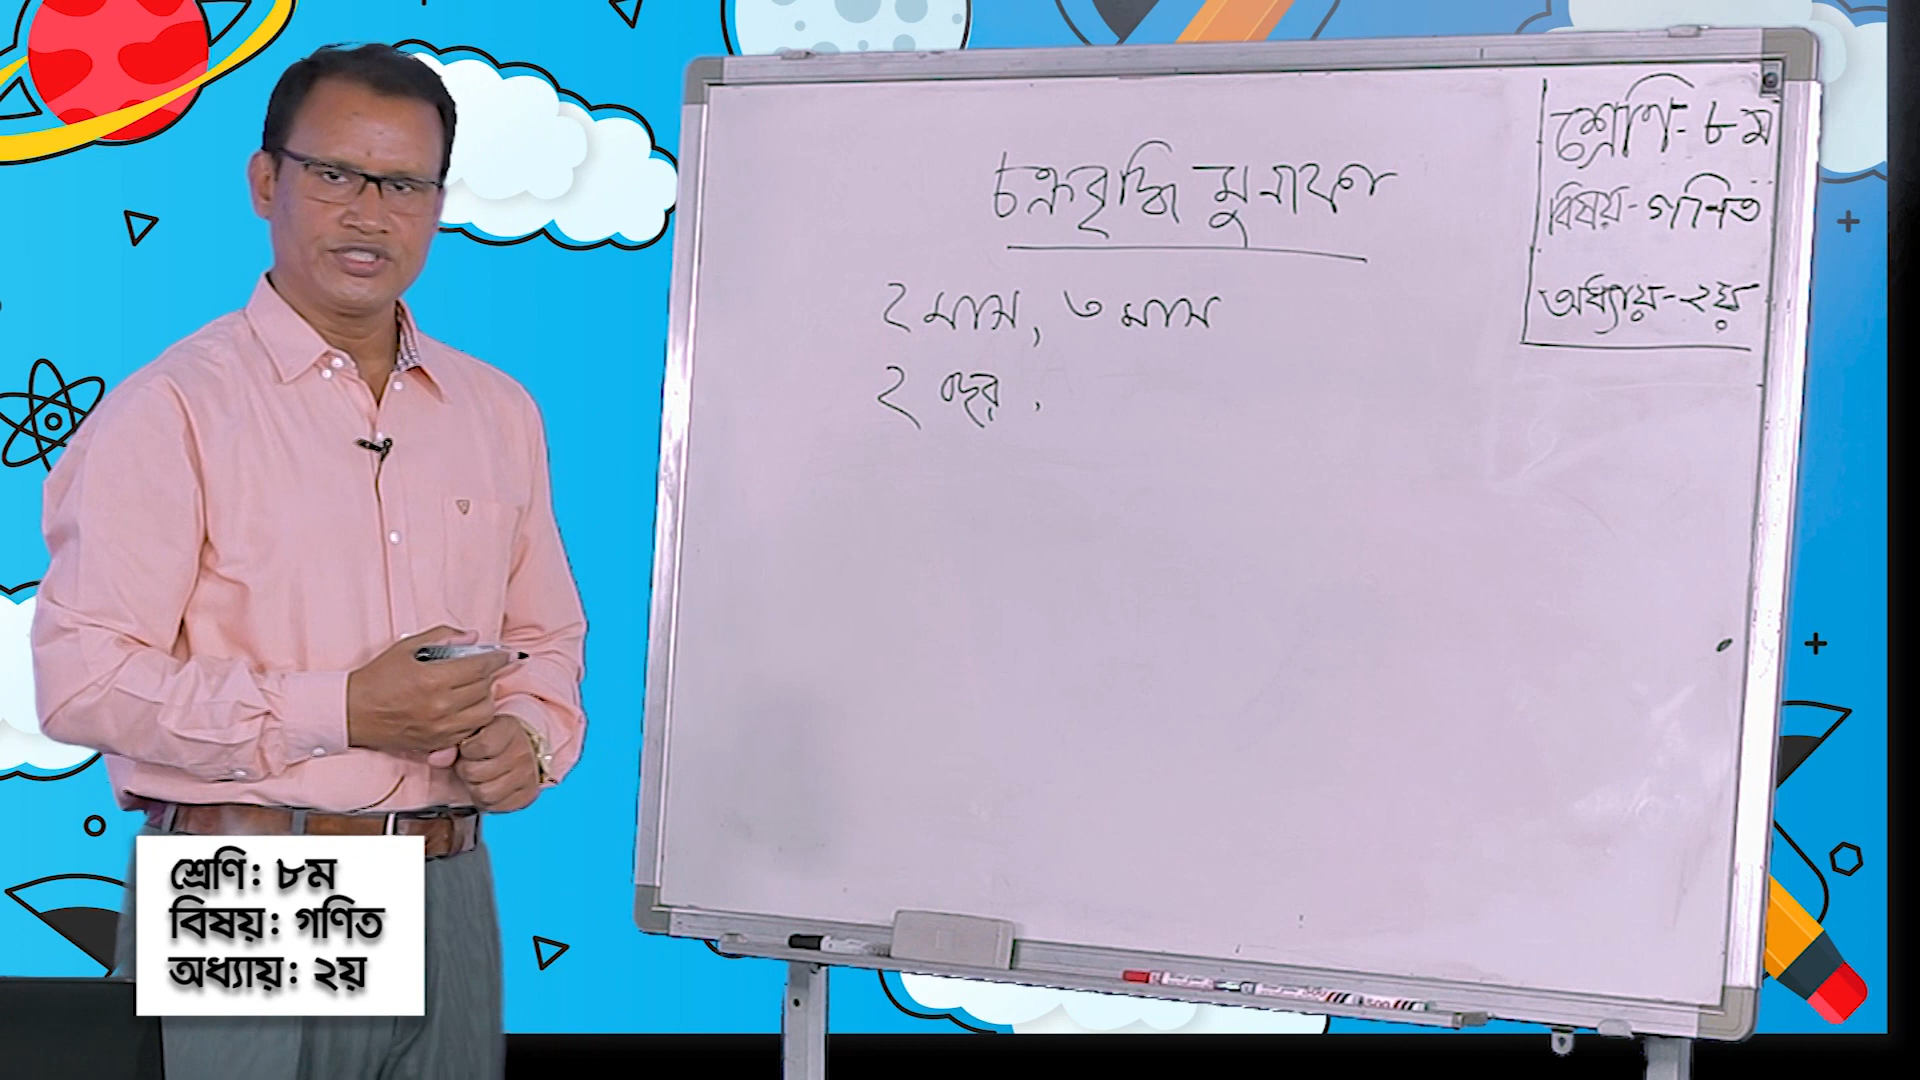 চক্রবৃদ্ধি মুনাফা
২ মাস, ৩ মাস
২ বছর,
শ্রেণি- ৮ম
বিষয়- গণিত
অধ্যায়- ২য়
শ্রেণি: ৮ম
বিষয়: গণিত
অধ্যায়: ২য়